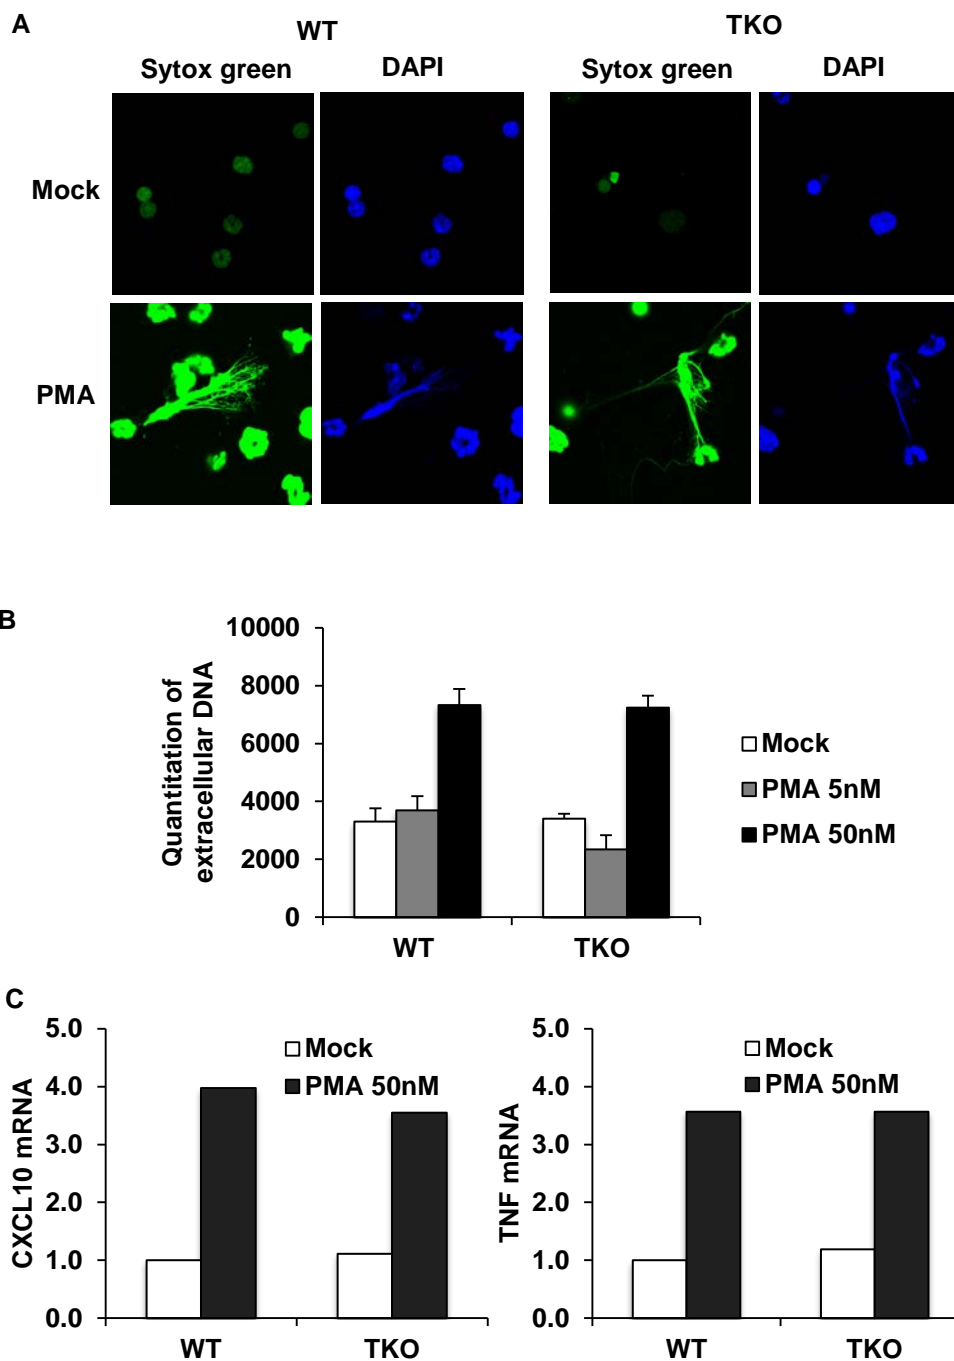 A
WT
TKO
Sytox green
DAPI
Sytox green
DAPI
Mock
PMA
B
Quantitation of
extracellular DNA
10000
8000
6000
4000
2000
0
WT
TKO
Mock
PMA 5nM
PMA 50nM
C
CXCL10 mRNA
5.0
4.0
3.0
2.0
1.0
0.0
Mock
PMA 50nM
WT
TKO
TNF mRNA
5.0
4.0
3.0
2.0
1.0
0.0
Mock
PMA 50nM
WT
TKO